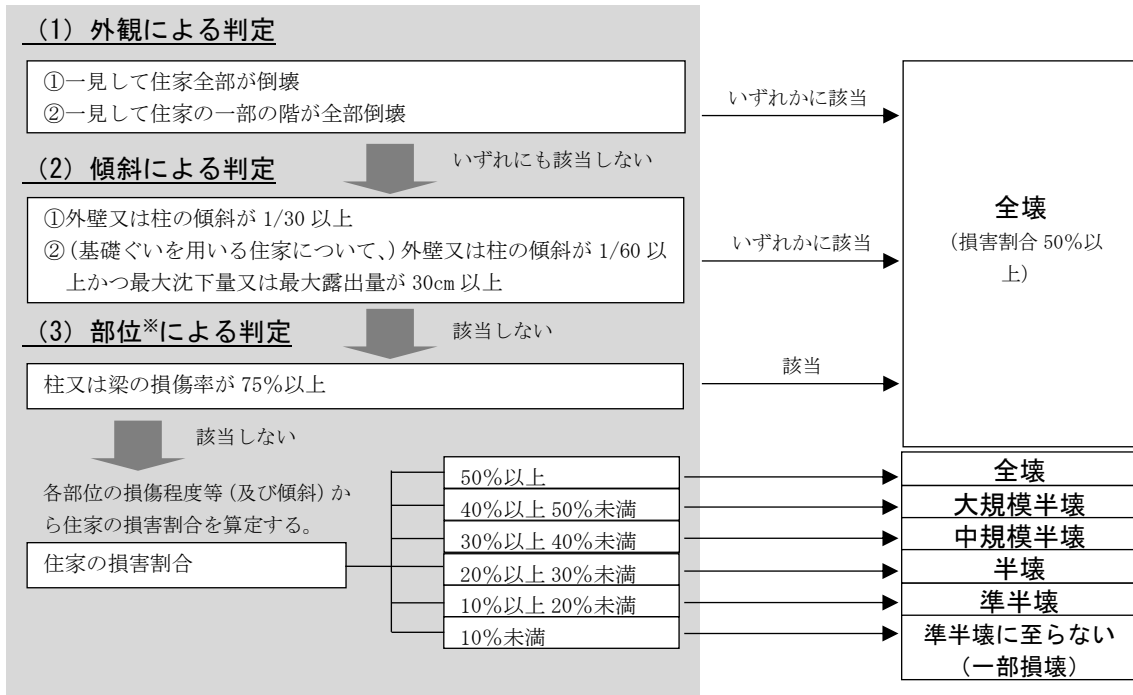 (1) 外観による判定
①一見して住家全部が倒壊
②一見して住家の一部の階が全部倒壊
いずれかに該当
いずれにも該当しない
(2) 傾斜による判定
①外壁又は柱の傾斜が 1/30 以上
②(基礎ぐいを用いる住家について、)外壁又は柱の傾斜が 1/60 以
上かつ最大沈下量又は最大露出量が 30cm 以上
いずれかに該当
全壊
(損害割合 50%以
上)
該当しない
(3) 部位※による判定
柱又は梁の損傷率が 75%以上
該当
該当しない
各部位の損傷程度等(及び傾斜)か
ら住家の損害割合を算定する。
住家の損害割合
50%以上
全壊
40%以上 50%未満
大規模半壊
30%以上 40%未満
中規模半壊
20%以上 30%未満
半壊
10%以上 20%未満
準半壊
10%未満
準半壊に至らない
(一部損壊)